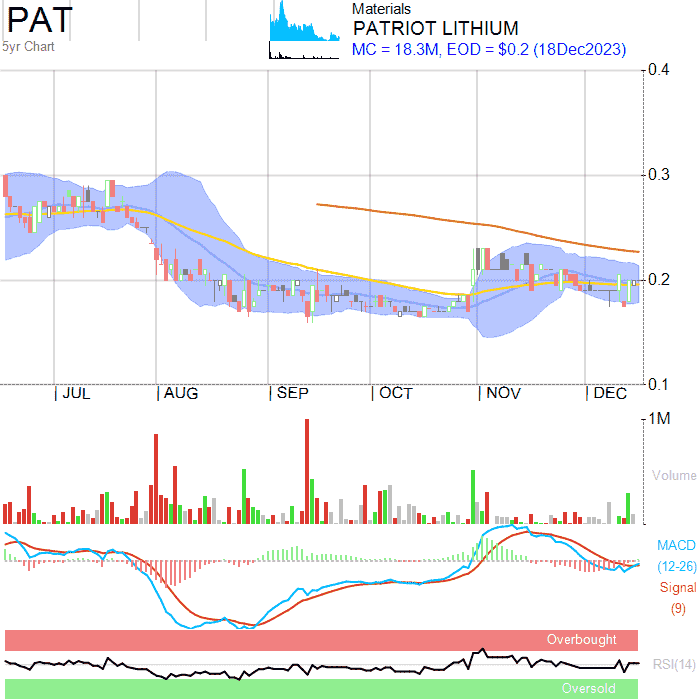 PAT
5yr Chart
Materials
PATRIOT LITHIUM
MC = 18.3M, EOD = $0.2 (18Dec2023)
0.4
0.3
0.2
0.1
JUL AUG SEP OCT NOV DEC
1M
Volume
MACD
(12-26)
Signal
(9)
Overbought
RSI(14)
Oversold